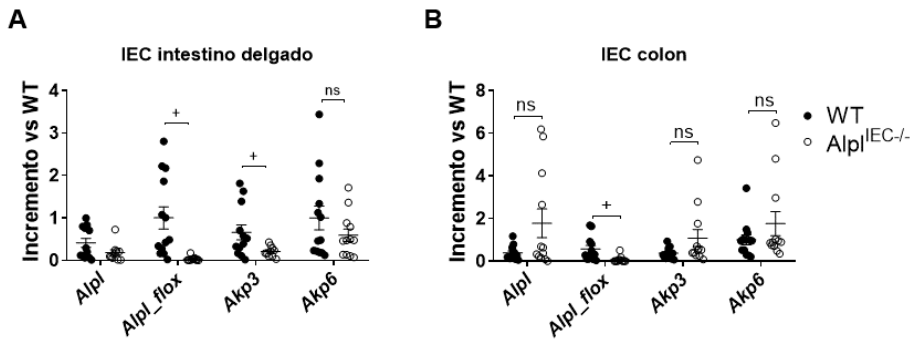 A
IEC intestino delgado
Incremento vs WT
4
3
2
1
0
+
+
ns
Alpl
Alpl_flox
Akp3
Akp6
B
IEC colon
Incremento vs WT
8
6
4
2
0
ns
+
ns
ns
Alpl
Alpl_flox
Akp3
Akp6
WT
Alpl^IEC-/-